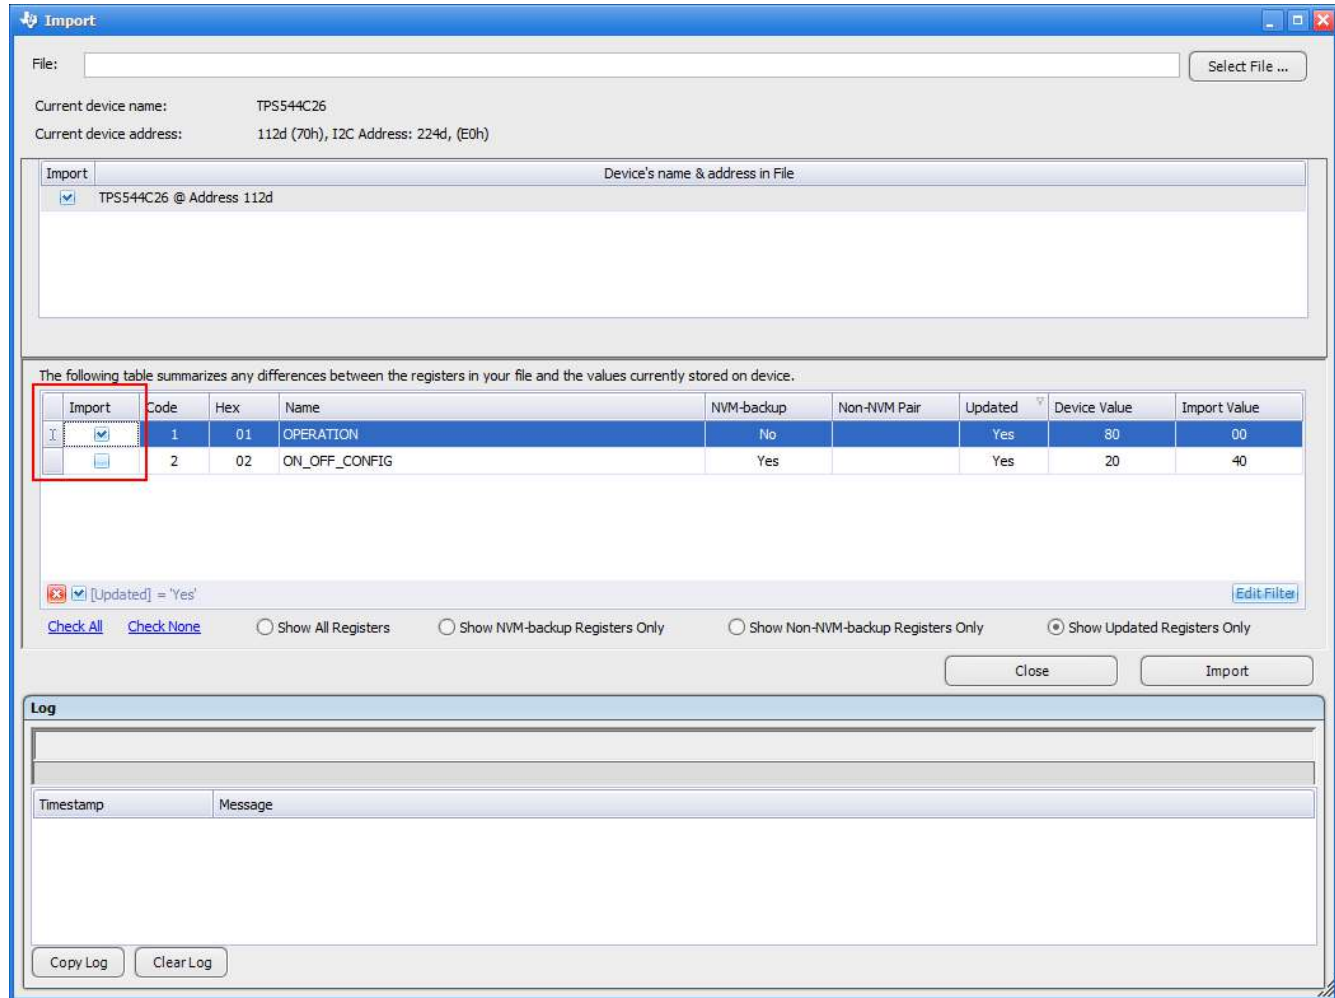 Import
File: Select File ...
Current device name: TPS544C26
Current device address: 112d (70h), I2C Address: 224d, (E0h)
Import Device's name & address in File
TPS544C26 @ Address 112d
The following table summarizes any differences between the registers in your file and the values currently stored on device.
Import Code Hex Name NVM-backup Non-NVM Pair Updated Device Value Import Value
1 01 OPERATION No Yes 80 00
2 02 ON_OFF_CONFIG Yes Yes 20 40
[Updated] = 'Yes' Edit Filter
Check All Check None Show All Registers Show NVM-backup Registers Only Show Non-NVM-backup Registers Only Show Updated Registers Only
Close Import
Log
Timestamp Message
Copy Log Clear Log